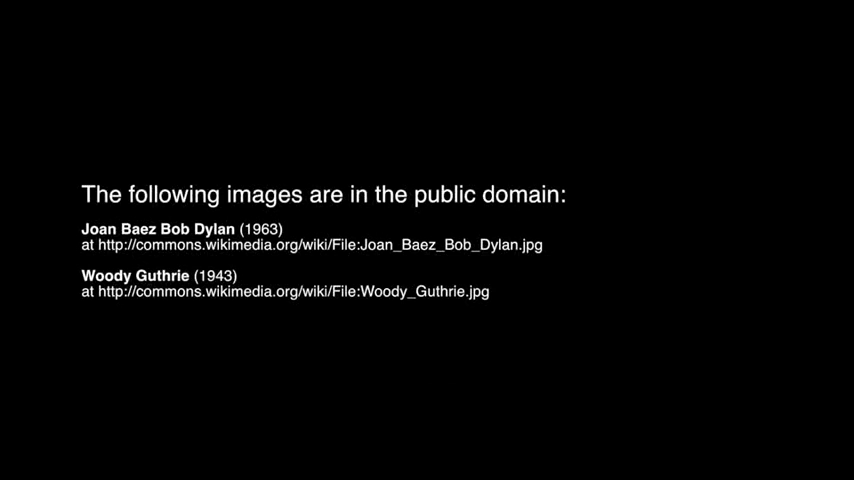 The following images are in the public domain:
Joan Baez Bob Dylan (1963)
at http://commons.wikimedia.org/wiki/File:Joan_Baez_Bob_Dylan.jpg
Woody Guthrie (1943)
at http://commons.wikimedia.org/wiki/File:Woody_Guthrie.jpg